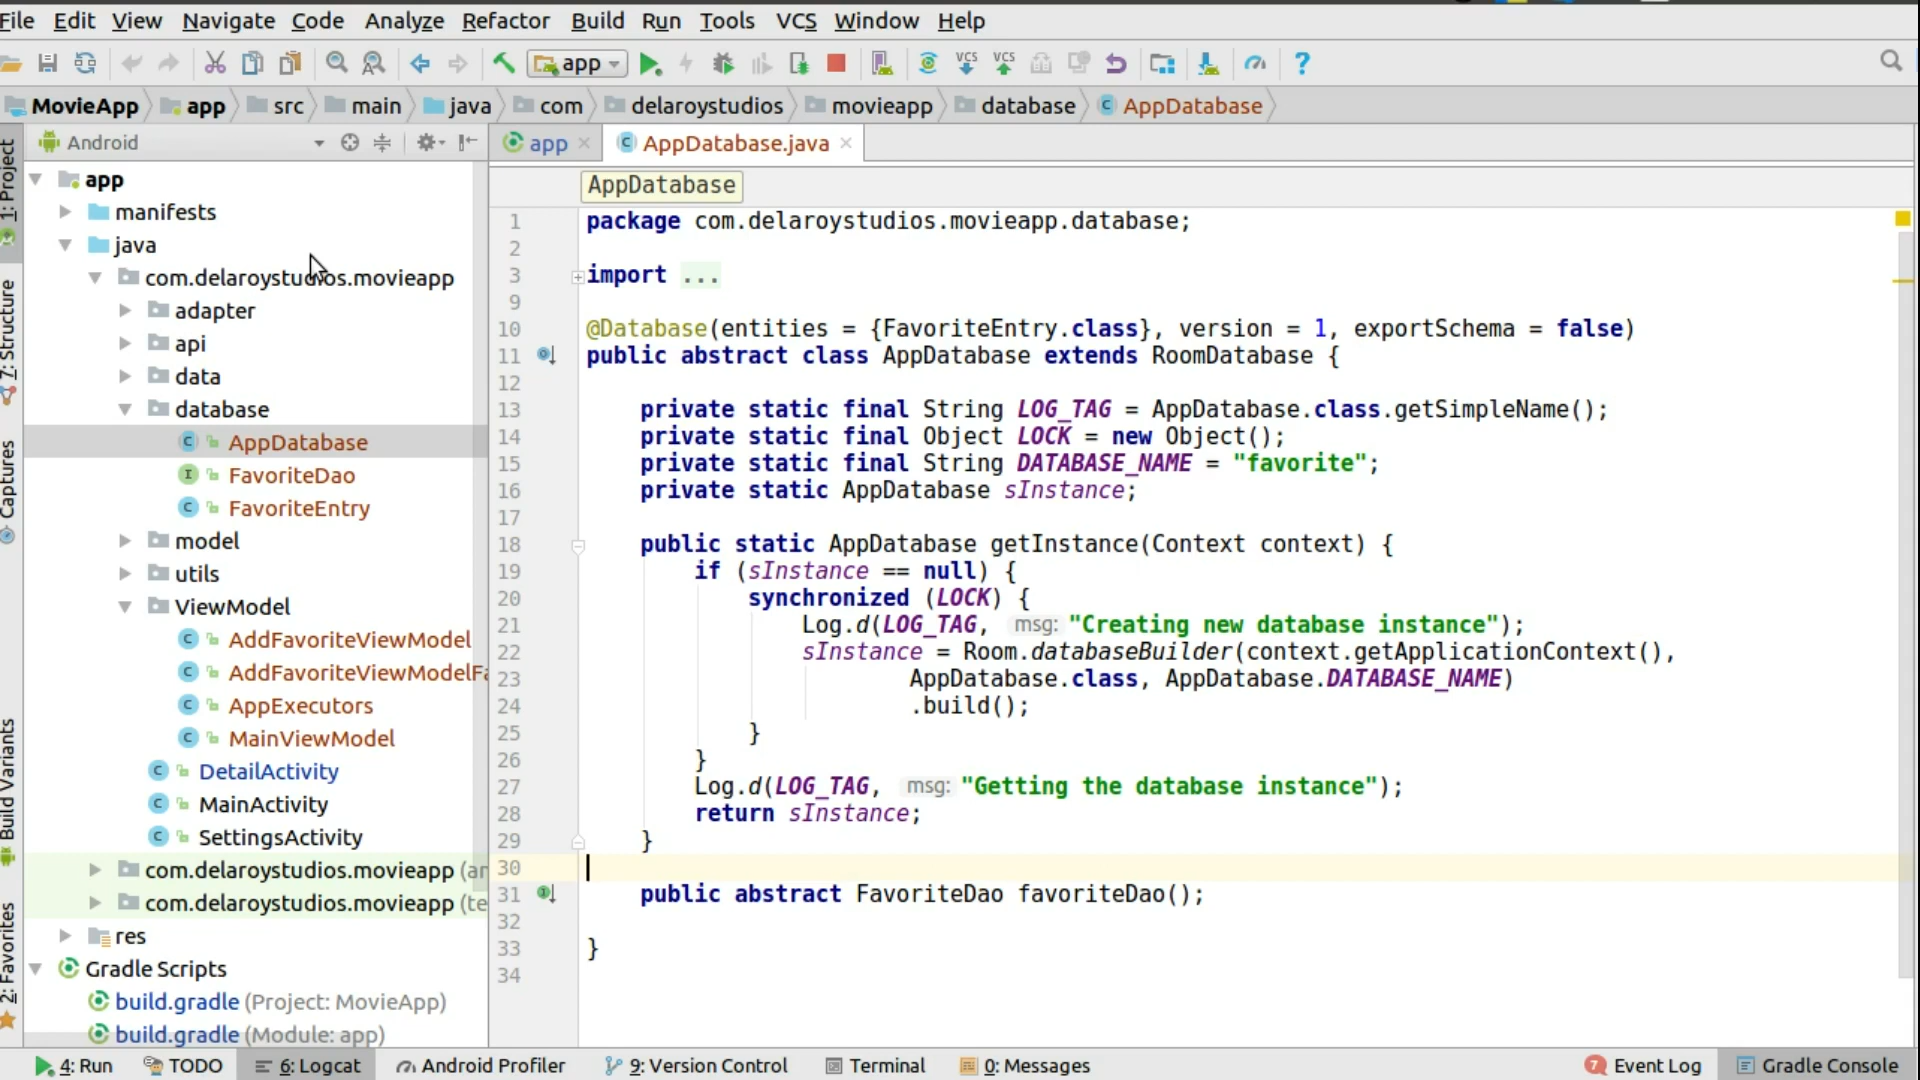 File Edit View Navigate Code Analyze Refactor Build Run Tools VCS Window Help
app VCS VCS ?
MovieApp app src main java com delaroystudios movieapp database AppDatabase
Android
app AppDatabase.java
1: Project
7: Structure
Captures
Build Variants
2: Favorites
app
manifests
java
com.delaroystudios.movieapp
adapter
api
data
database
AppDatabase
FavoriteDao
FavoriteEntry
model
utils
ViewModel
AddFavoriteViewModel
AddFavoriteViewModelFa
AppExecutors
MainViewModel
DetailActivity
MainActivity
SettingsActivity
com.delaroystudios.movieapp (an
com.delaroystudios.movieapp (te
res
Gradle Scripts
build.gradle (Project: MovieApp)
build.gradle (Module: app)
AppDatabase
1 package com.delaroystudios.movieapp.database;
2
3 import ...
9
10 @Database(entities = {FavoriteEntry.class}, version = 1, exportSchema = false)
11 public abstract class AppDatabase extends RoomDatabase {
12
13 private static final String LOG_TAG = AppDatabase.class.getSimpleName();
14 private static final Object LOCK = new Object();
15 private static final String DATABASE_NAME = "favorite";
16 private static AppDatabase sInstance;
17
18 public static AppDatabase getInstance(Context context) {
19 if (sInstance == null) {
20 synchronized (LOCK) {
21 Log.d(LOG_TAG, msg: "Creating new database instance");
22 sInstance = Room.databaseBuilder(context.getApplicationContext(),
23 AppDatabase.class, AppDatabase.DATABASE_NAME)
24 .build();
25 }
26 }
27 Log.d(LOG_TAG, msg: "Getting the database instance");
28 return sInstance;
29 }
30
31 public abstract FavoriteDao favoriteDao();
32
33 }
34
4: Run TODO 6: Logcat Android Profiler 9: Version Control Terminal 0: Messages 7 Event Log Gradle Console